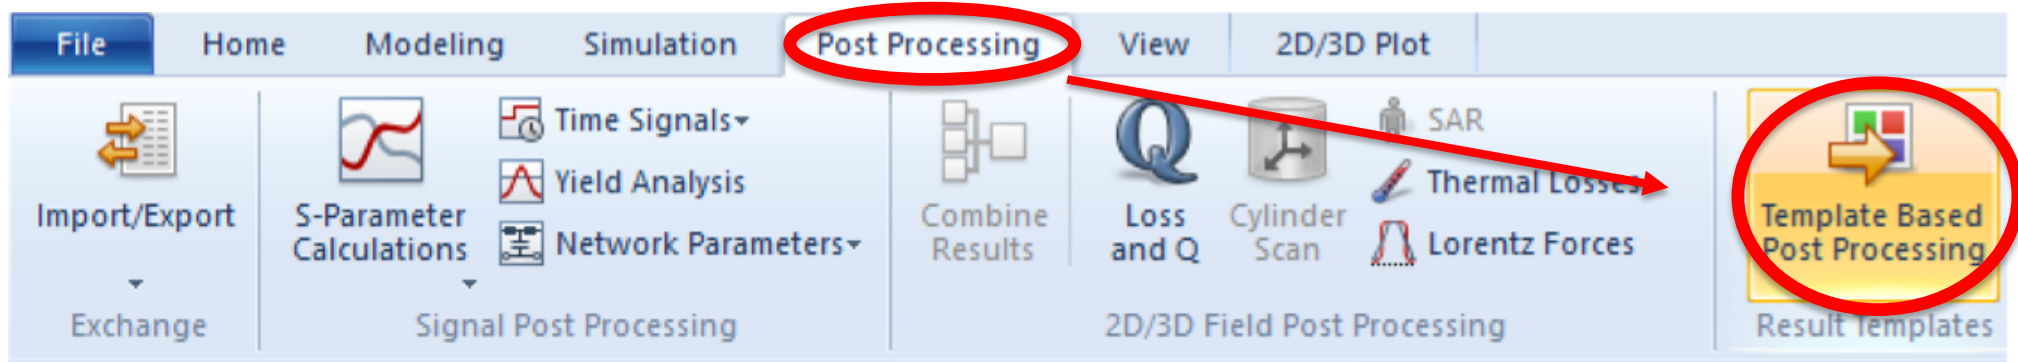 File Home Modeling Simulation Post Processing View 2D/3D Plot
Import/Export
S-Parameter
Calculations
Time Signals
Yield Analysis
Network Parameters
Combine
Results
Loss
and Q
Cylinder
Scan
SAR
Thermal Losses
Lorentz Forces
Template Based
Post Processing
Exchange
Signal Post Processing
2D/3D Field Post Processing
Result Templates